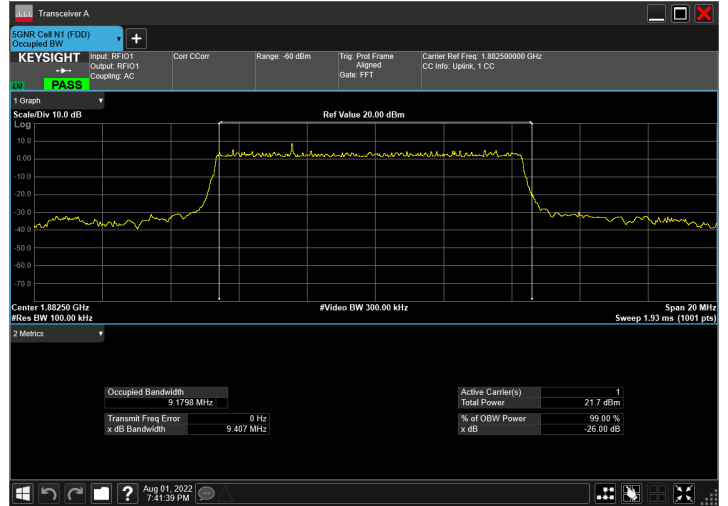 Transceiver A
5GNR Cell N1 (FDD)
Occupied BW
KEYSIGHT
LXI
PASS
Input: RFIO1
Output: RFIO1
Coupling: AC
Corr CCorr
Range: -60 dBm
Trig: Prot Frame
Aligned
Gate: FFT
Carrier Ref Freq: 1.882500000 GHz
CC Info: Uplink, 1 CC
1 Graph
Scale/Div 10.0 dB
Ref Value 20.00 dBm
Log
10.0
0.00
-10.0
-20.0
-30.0
-40.0
-50.0
-60.0
-70.0
Center 1.88250 GHz
#Video BW 300.00 kHz
Span 20 MHz
#Res BW 100.00 kHz
Sweep 1.93 ms (1001 pts)
2 Metrics
Occupied Bandwidth
9.1798 MHz
Active Carrier(s) 1
Total Power 21.7 dBm
Transmit Freq Error 0 Hz
x dB Bandwidth 9.407 MHz
% of OBW Power 99.00 %
x dB -26.00 dB
Aug 01, 2022
7:41:39 PM